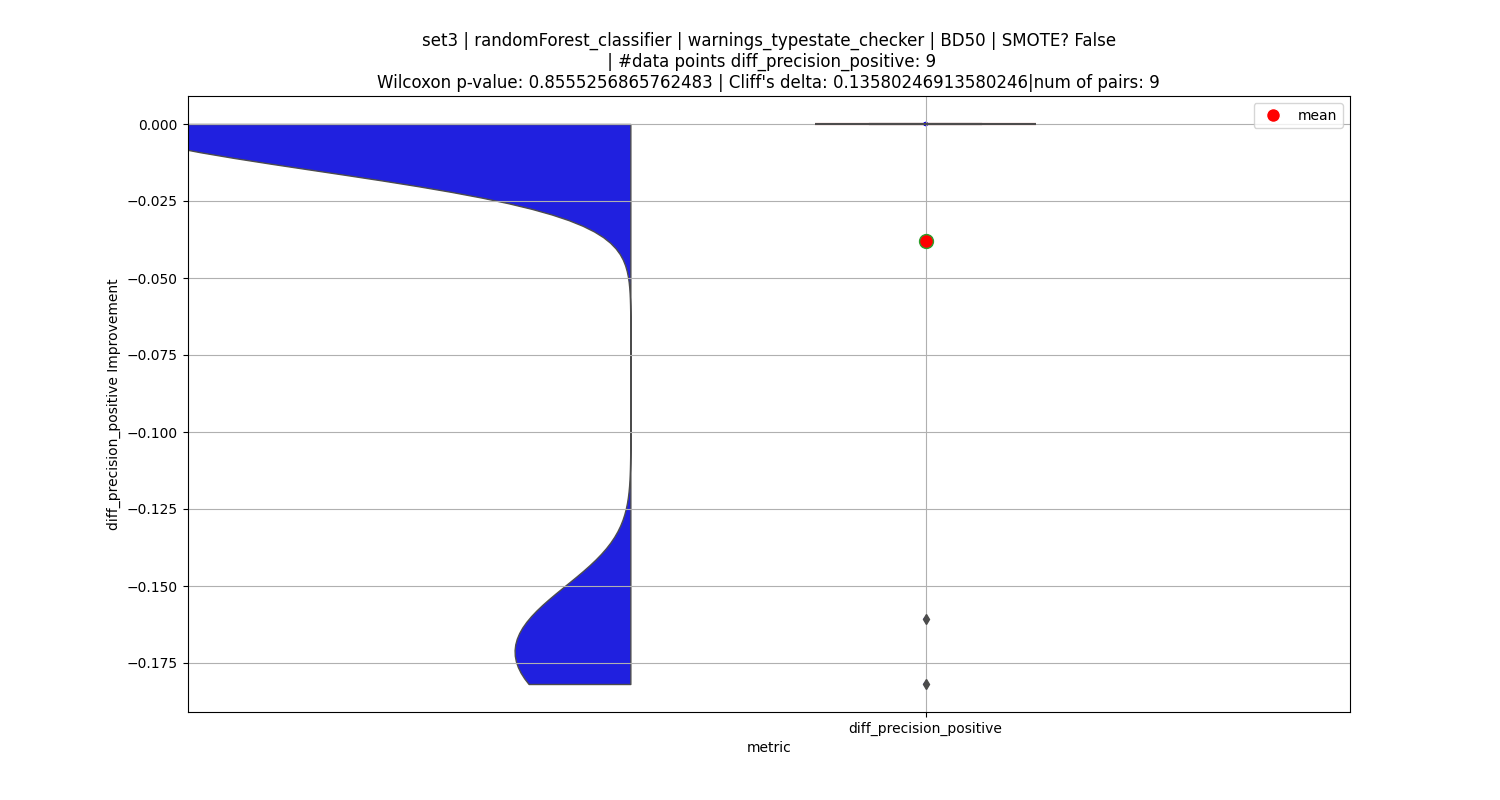 set3 | randomForest_classifier | warnings_typestate_checker | BD50 | SMOTE? False
| #data points diff_precision_positive: 9
Wilcoxon p-value: 0.8555256865762483 | Cliff's delta: 0.13580246913580246|num of pairs: 9
mean
0.000
−0.025
−0.050
−0.075
−0.100
−0.125
−0.150
−0.175
diff_precision_positive Improvement
diff_precision_positive
metric